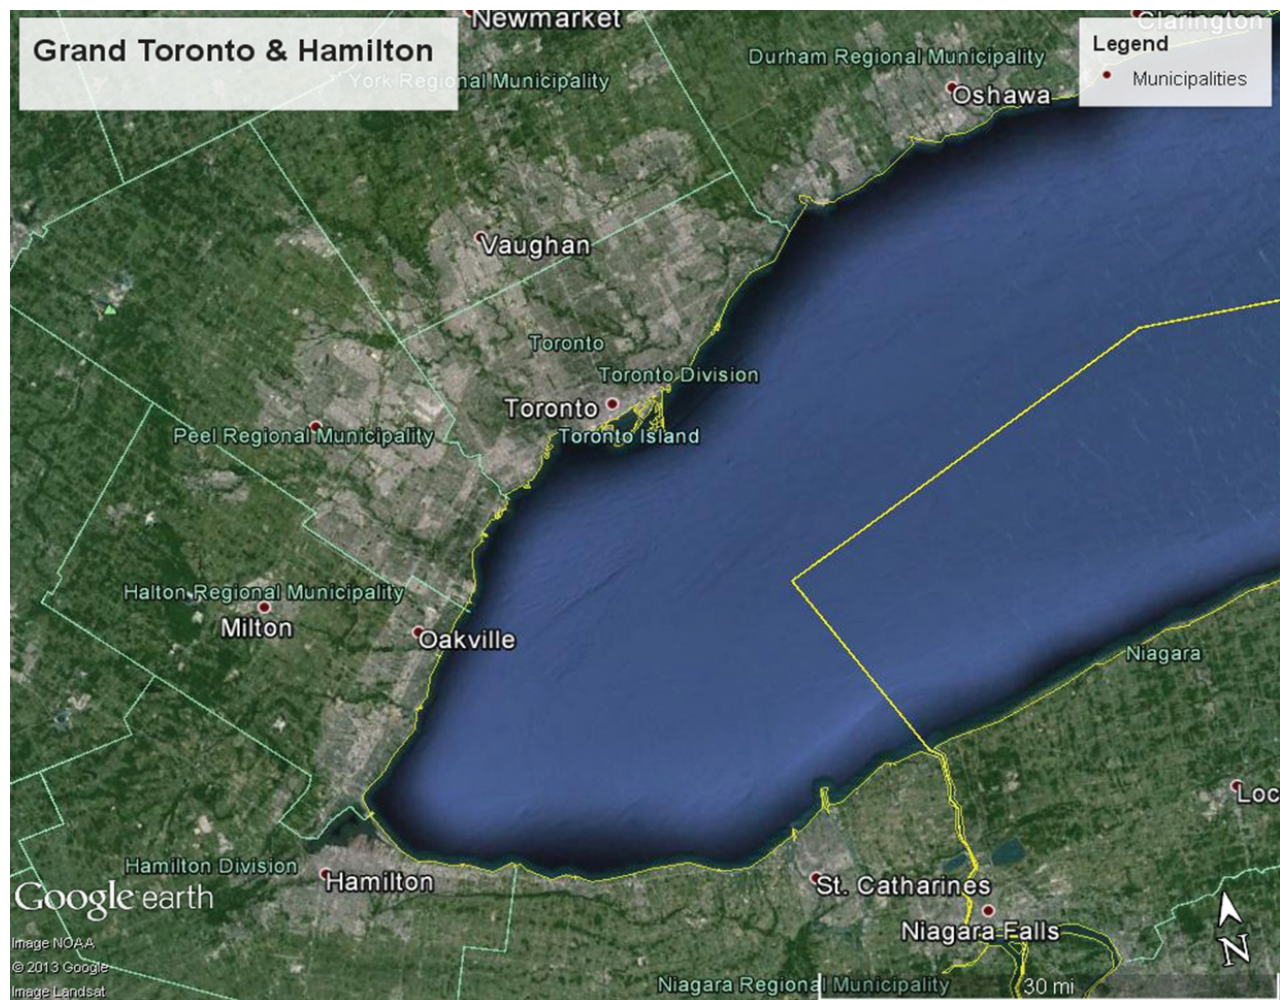 Newmarket
Clarington
Grand Toronto & Hamilton
Legend
Durham Regional Municipality
York Regional Municipality
Municipalities
Oshawa
Vaughan
Toronto
Toronto Division
Toronto
Peel Regional Municipality
Toronto Island
Halton Regional Municipality
Milton
Oakville
Niagara
Loc
Hamilton Division
Hamilton
St. Catharines
Google earth
Niagara Falls
Image NOAA
N
© 2013 Google
Niagara Regional Municipality
30 mi
Image Landsat